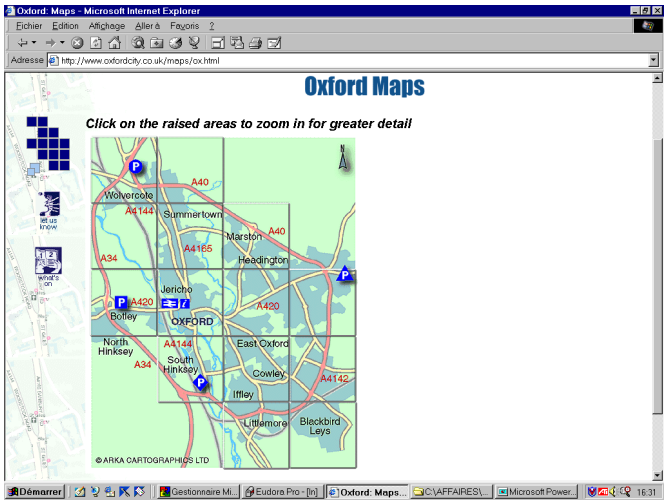 Oxford: Maps - Microsoft Internet Explorer
Fichier Edition Affichage Aller à Favoris ?
Adresse http://www.oxfordcity.co.uk/maps/ox.html
Oxford Maps
Click on the raised areas to zoom in for greater detail
N
P
A40
Wolvercote
A4144
Summertown
A4165
Marston
A40
Headington
A34
let us
know
1 2
what's
on
P
Jericho
P
A420
i
A420
Botley
OXFORD
North
Hinksey
A4144
East Oxford
A34
South
Hinksey
Cowley
A4142
P
Iffley
Littlemore
Blackbird
Leys
© ARKA CARTOGRAPHICS LTD
Démarrer
Gestionnaire Mi...
Eudora Pro - [In]
Oxford: Maps...
C:\AFFAIRES\...
Microsoft Power...
16:31